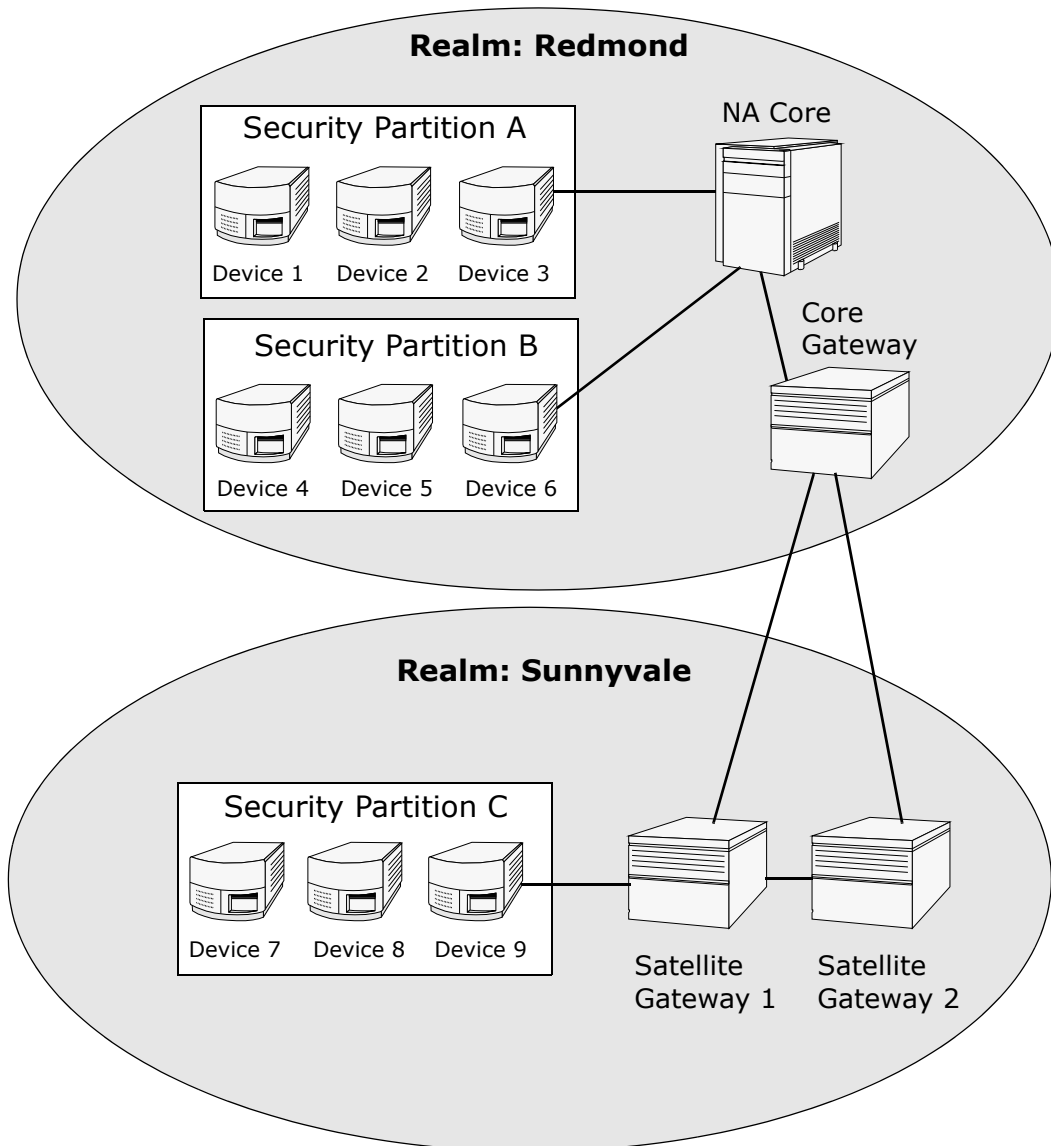 Realm: Redmond
Security Partition A
Device 1
Device 2
Device 3
NA Core
Security Partition B
Device 4
Device 5
Device 6
Core
Gateway
Realm: Sunnyvale
Security Partition C
Device 7
Device 8
Device 9
Satellite
Gateway 1
Satellite
Gateway 2